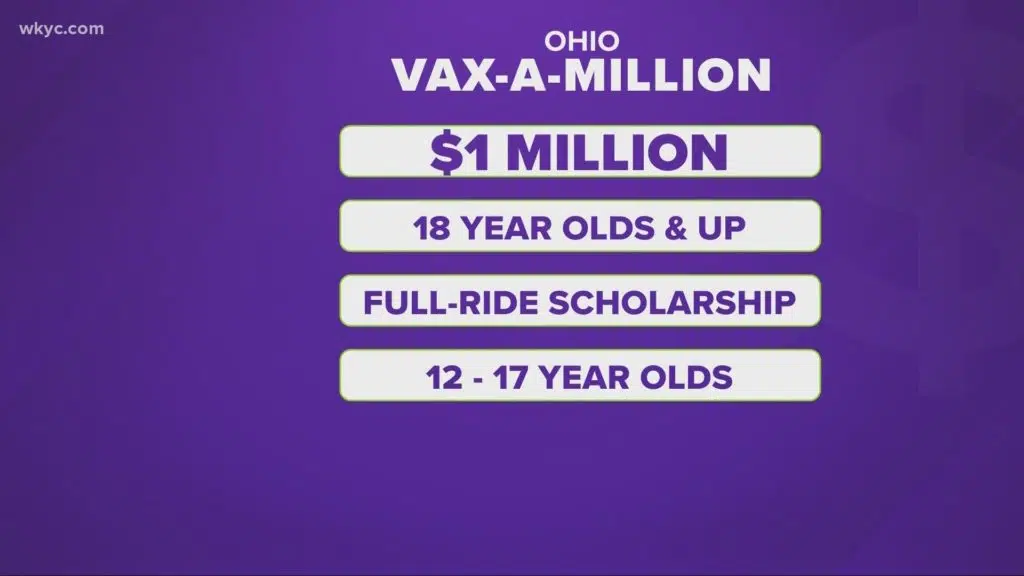 wkyc.com
OHIO
VAX-A-MILLION
$1 MILLION
18 YEAR OLDS & UP
FULL-RIDE SCHOLARSHIP
12 - 17 YEAR OLDS